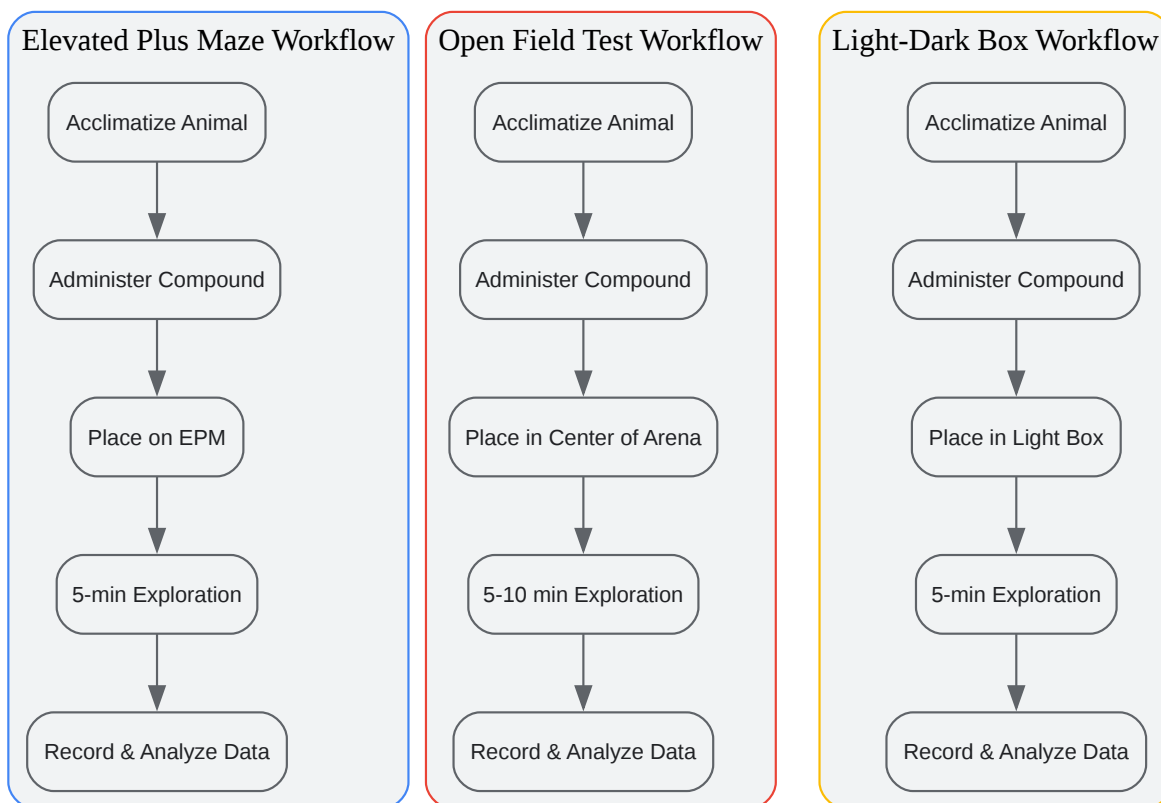 Elevated Plus Maze Workflow
Acclimatize Animal
Administer Compound
Place on EPM
5-min Exploration
Record & Analyze Data
Open Field Test Workflow
Acclimatize Animal
Administer Compound
Place in Center of Arena
5-10 min Exploration
Record & Analyze Data
Light-Dark Box Workflow
Acclimatize Animal
Administer Compound
Place in Light Box
5-min Exploration
Record & Analyze Data